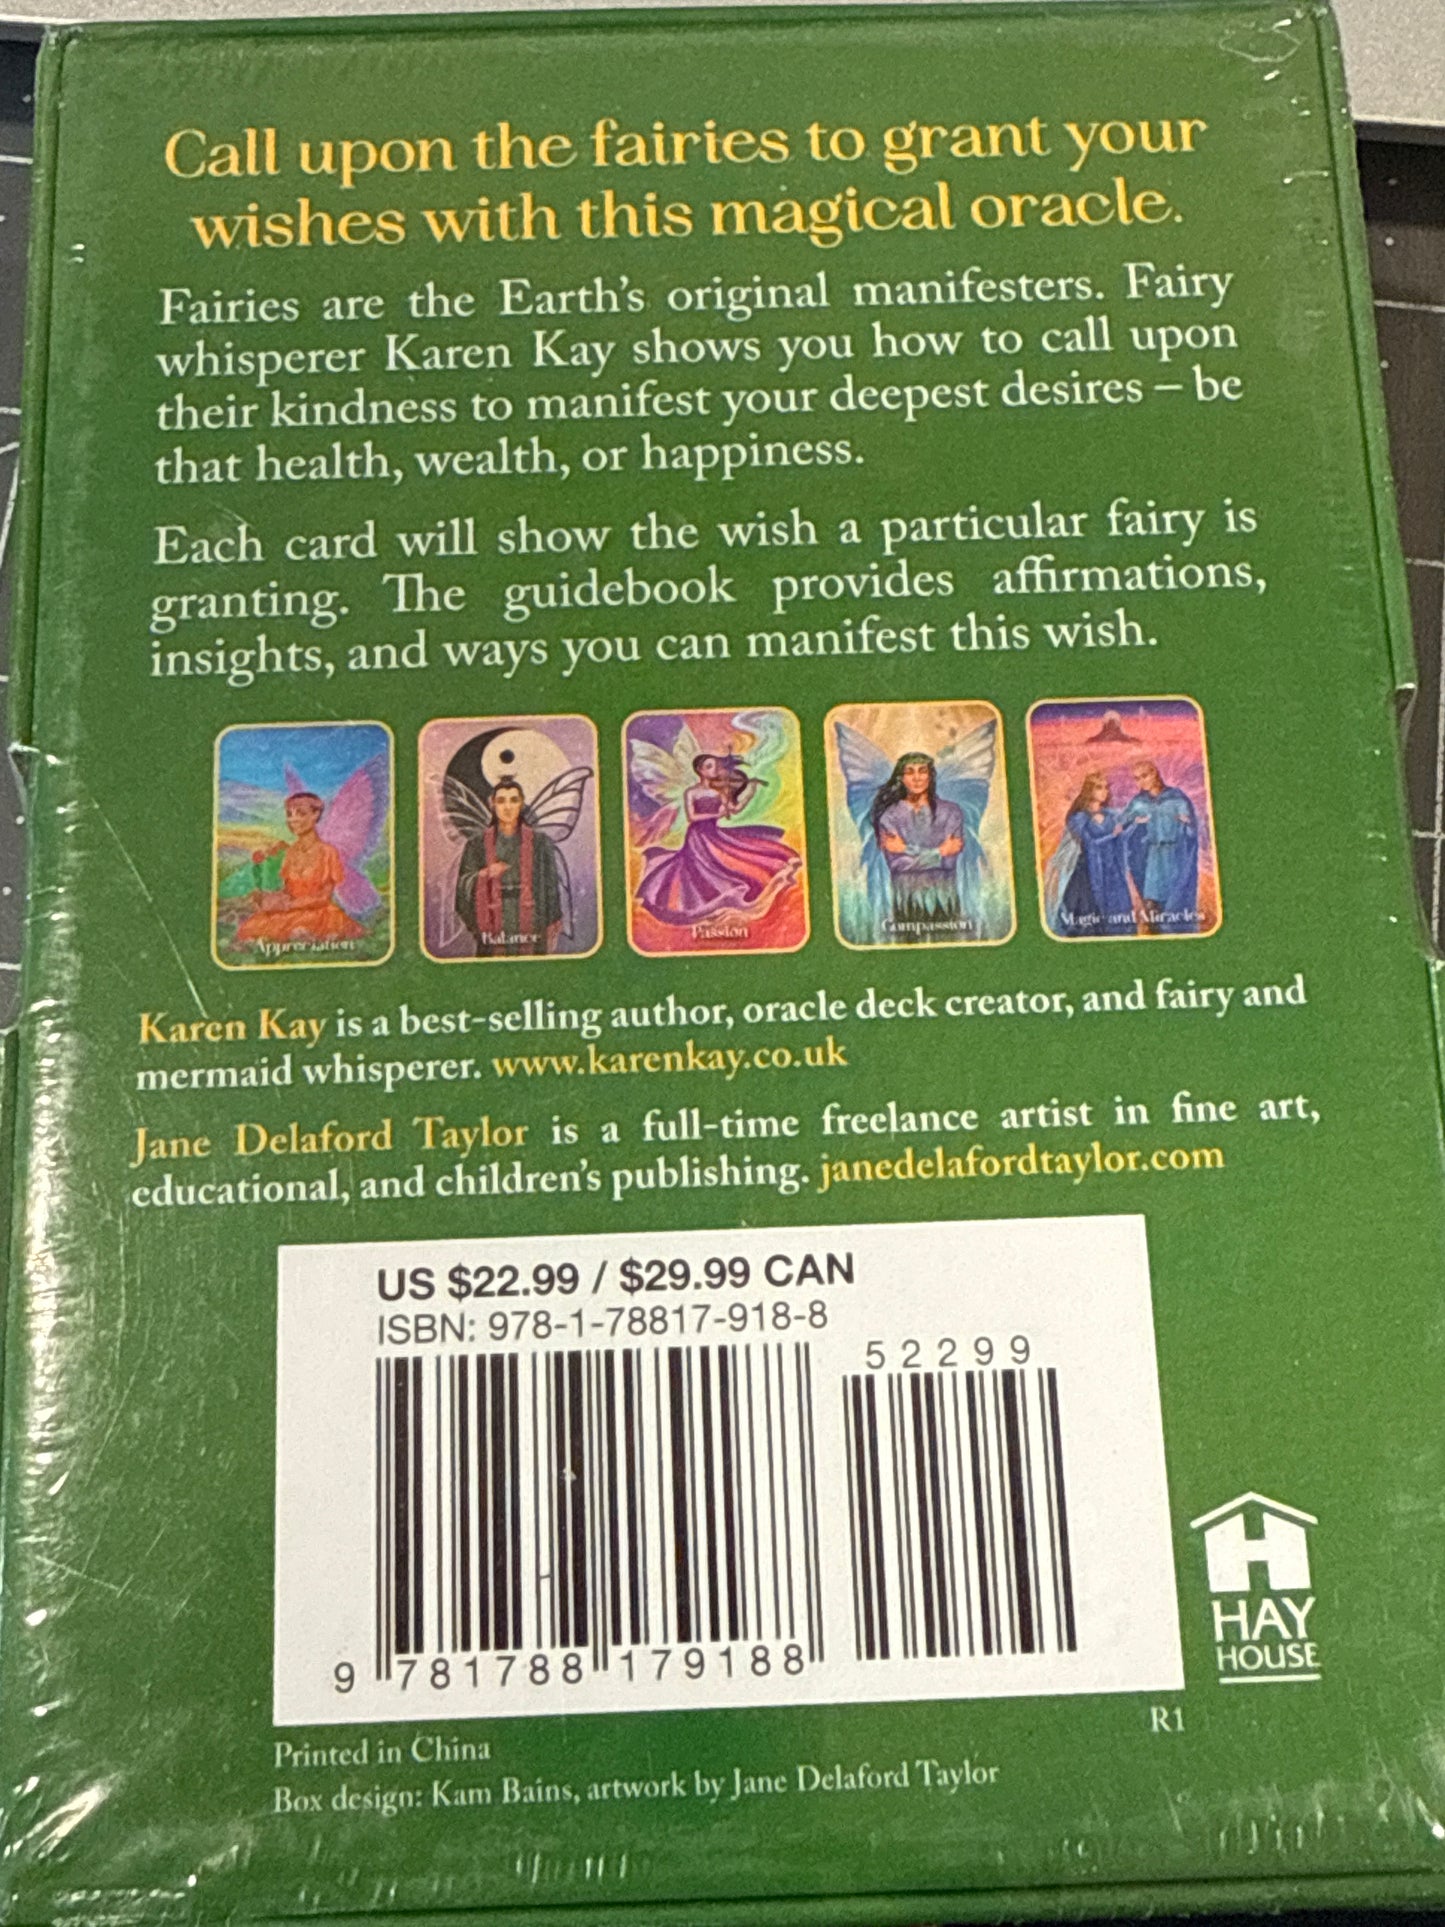 Call upon the fairies to grant your
wishes with this magical oracle.
Fairies are the Earth's original manifesters. Fairy
whisperer Karen Kay shows you how to call upon
their kindness to manifest your deepest desires – be
that health, wealth, or happiness.
Each card will show the wish a particular fairy is
granting. The guidebook provides affirmations,
insights, and ways you can manifest this wish.
Appreciation
Balance
Passion
Compassion
Magic and Miracles
Karen Kay is a best-selling author, oracle deck creator, and fairy and
mermaid whisperer. www.karenkay.co.uk
Jane Delaford Taylor is a full-time freelance artist in fine art,
educational, and children's publishing. janedelafordtaylor.com
US $22.99 / $29.99 CAN
ISBN: 978-1-78817-918-8
52299
9 781788 179188
HAY
HOUSE
R1
Printed in China
Box design: Kam Bains, artwork by Jane Delaford Taylor